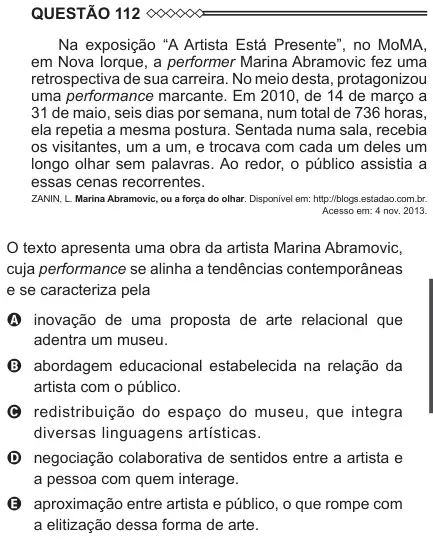 QUESTÃO 112
Na exposição “A Artista Está Presente”, no MoMA,
em Nova Iorque, a performer Marina Abramovic fez uma
retrospectiva de sua carreira. No meio desta, protagonizou
uma performance marcante. Em 2010, de 14 de março a
31 de maio, seis dias por semana, num total de 736 horas,
ela repetia a mesma postura. Sentada numa sala, recebia
os visitantes, um a um, e trocava com cada um deles um
longo olhar sem palavras. Ao redor, o público assistia a
essas cenas recorrentes.
ZANIN, L. Marina Abramovic, ou a força do olhar. Disponível em: http://blogs.estadao.com.br.
Acesso em: 4 nov. 2013.
O texto apresenta uma obra da artista Marina Abramovic,
cuja performance se alinha a tendências contemporâneas
e se caracteriza pela
A inovação de uma proposta de arte relacional que
adentra um museu.
B abordagem educacional estabelecida na relação da
artista com o público.
C redistribuição do espaço do museu, que integra
diversas linguagens artísticas.
D negociação colaborativa de sentidos entre a artista e
a pessoa com quem interage.
E aproximação entre artista e público, o que rompe com
a elitização dessa forma de arte.